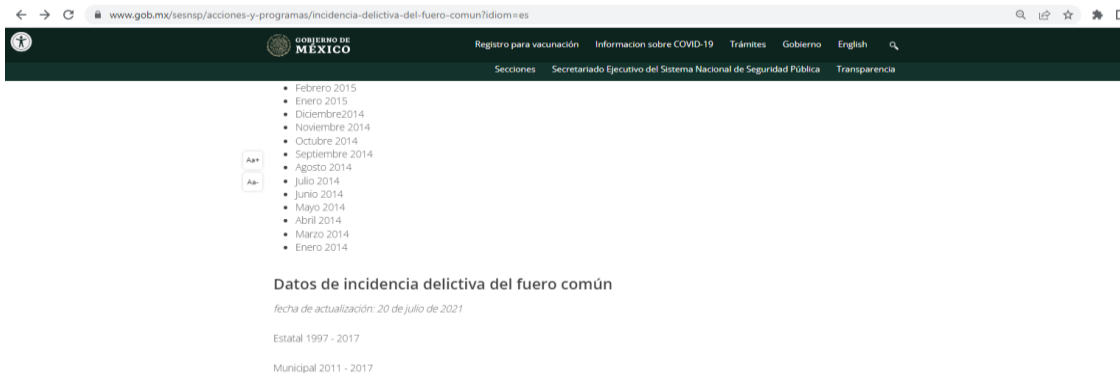 www.gob.mx/sesnsp/acciones-y-programas/incidencia-delictiva-del-fuero-comun?idiom=es
GOBIERNO DE
MÉXICO
Registro para vacunación Informacion sobre COVID-19 Trámites Gobierno English
Secciones Secretariado Ejecutivo del Sistema Nacional de Seguridad Pública Transparencia
Febrero 2015
Enero 2015
Diciembre2014
Noviembre 2014
Octubre 2014
Septiembre 2014
Aa+
Agosto 2014
Aa-
Julio 2014
Junio 2014
Mayo 2014
Abril 2014
Marzo 2014
Enero 2014
Datos de incidencia delictiva del fuero común
fecha de actualización: 20 de julio de 2021
Estatal 1997 - 2017
Municipal 2011 - 2017